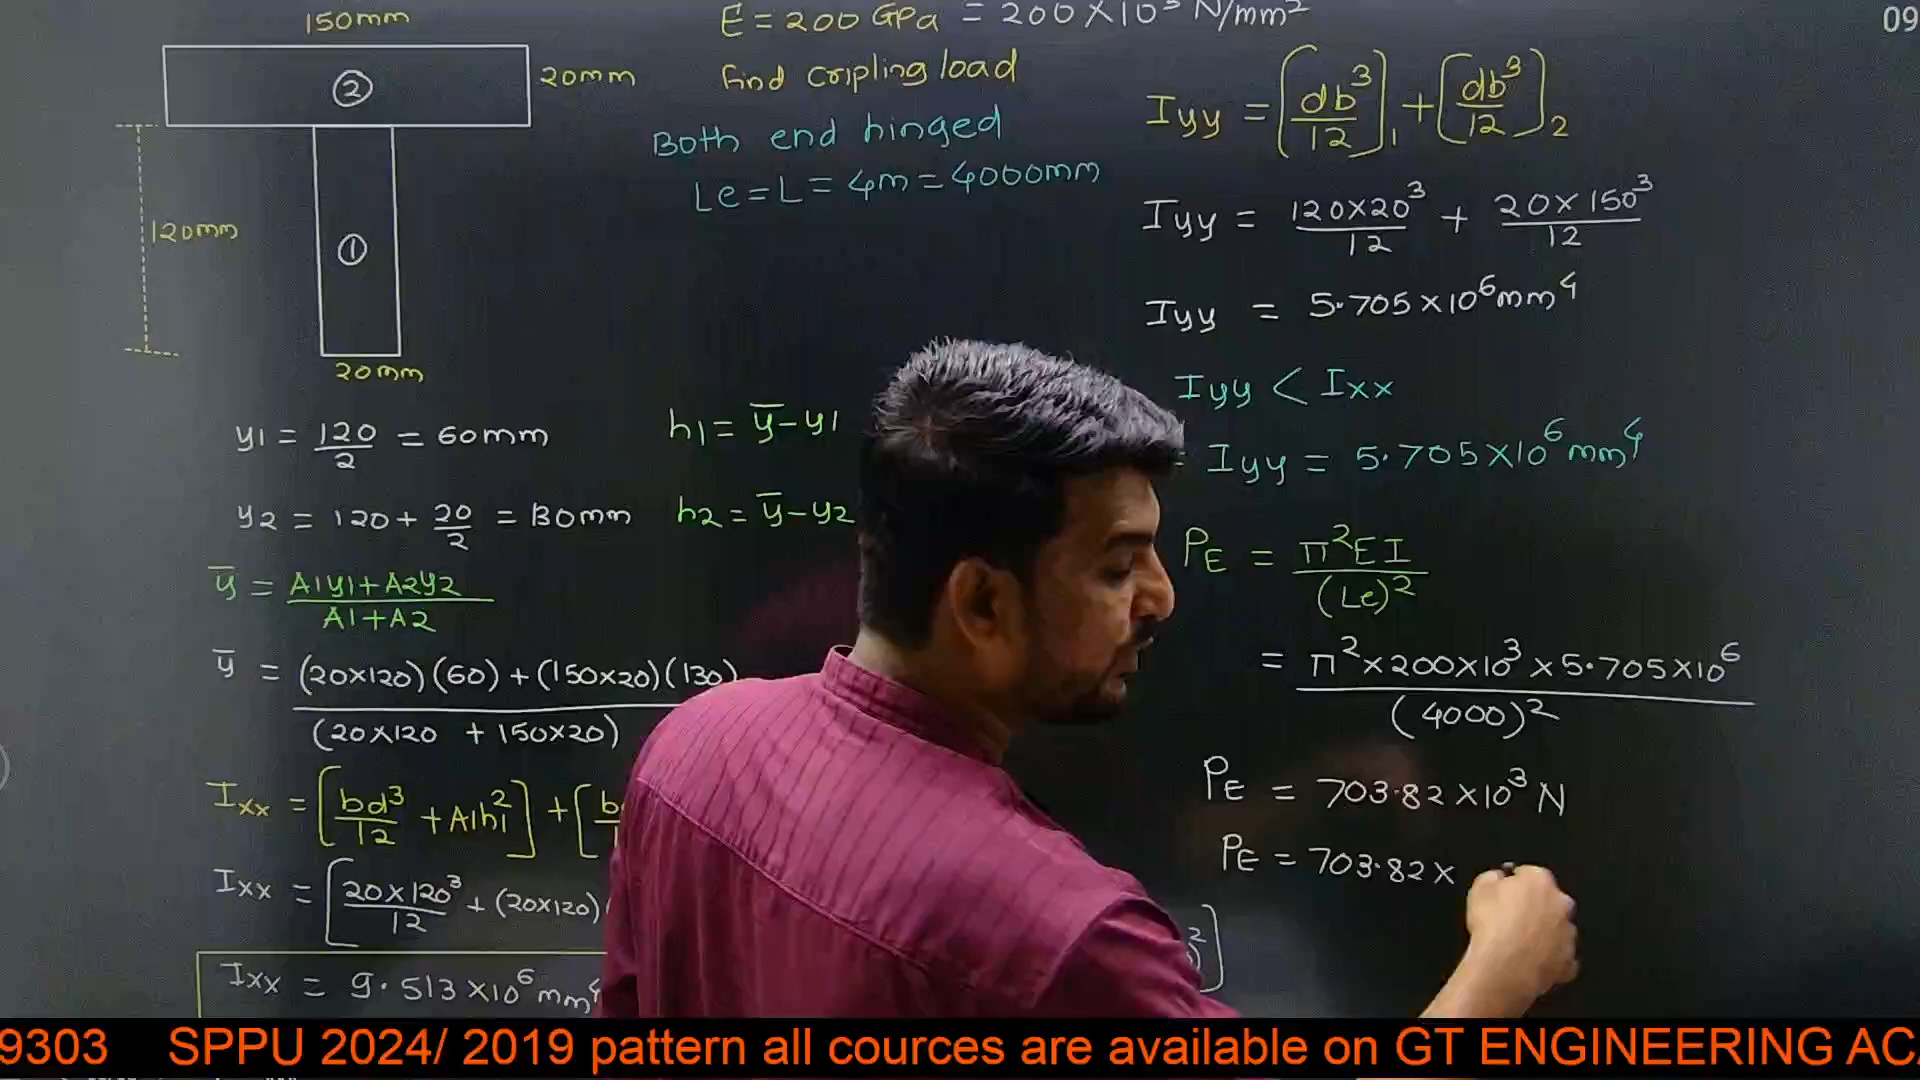 150mm
20mm
②
120mm
①
20mm
E = 200 GPa = 200×10³ N/mm²
find cripling load
Both end hinged
Le = L = 4m = 4000mm
y1 = 120/2 = 60mm
y2 = 120 + 20/2 = 130mm
h1 = ȳ - y1
h2 = ȳ - y2
ȳ = A1y1+A2y2 / A1+A2
ȳ = (20×120)(60) + (150×20)(130) / (20×120 + 150×20)
Ixx = [bd³/12 + A1h1²] + [
Ixx = [20×120³/12 + (20×120)
²]
Ixx = 9.513×10⁶ mm⁴
09
Iyy = [db³/12]1 + [db³/12]2
Iyy = 120×20³/12 + 20×150³/12
Iyy = 5.705×10⁶mm⁴
Iyy < Ixx
Iyy = 5.705×10⁶mm⁴
PE = π²EI/(Le)²
= π²×200×10³×5.705×10⁶/(4000)²
PE = 703.82×10³ N
PE = 703.82×
9303 SPPU 2024/ 2019 pattern all cources are available on GT ENGINEERING AC